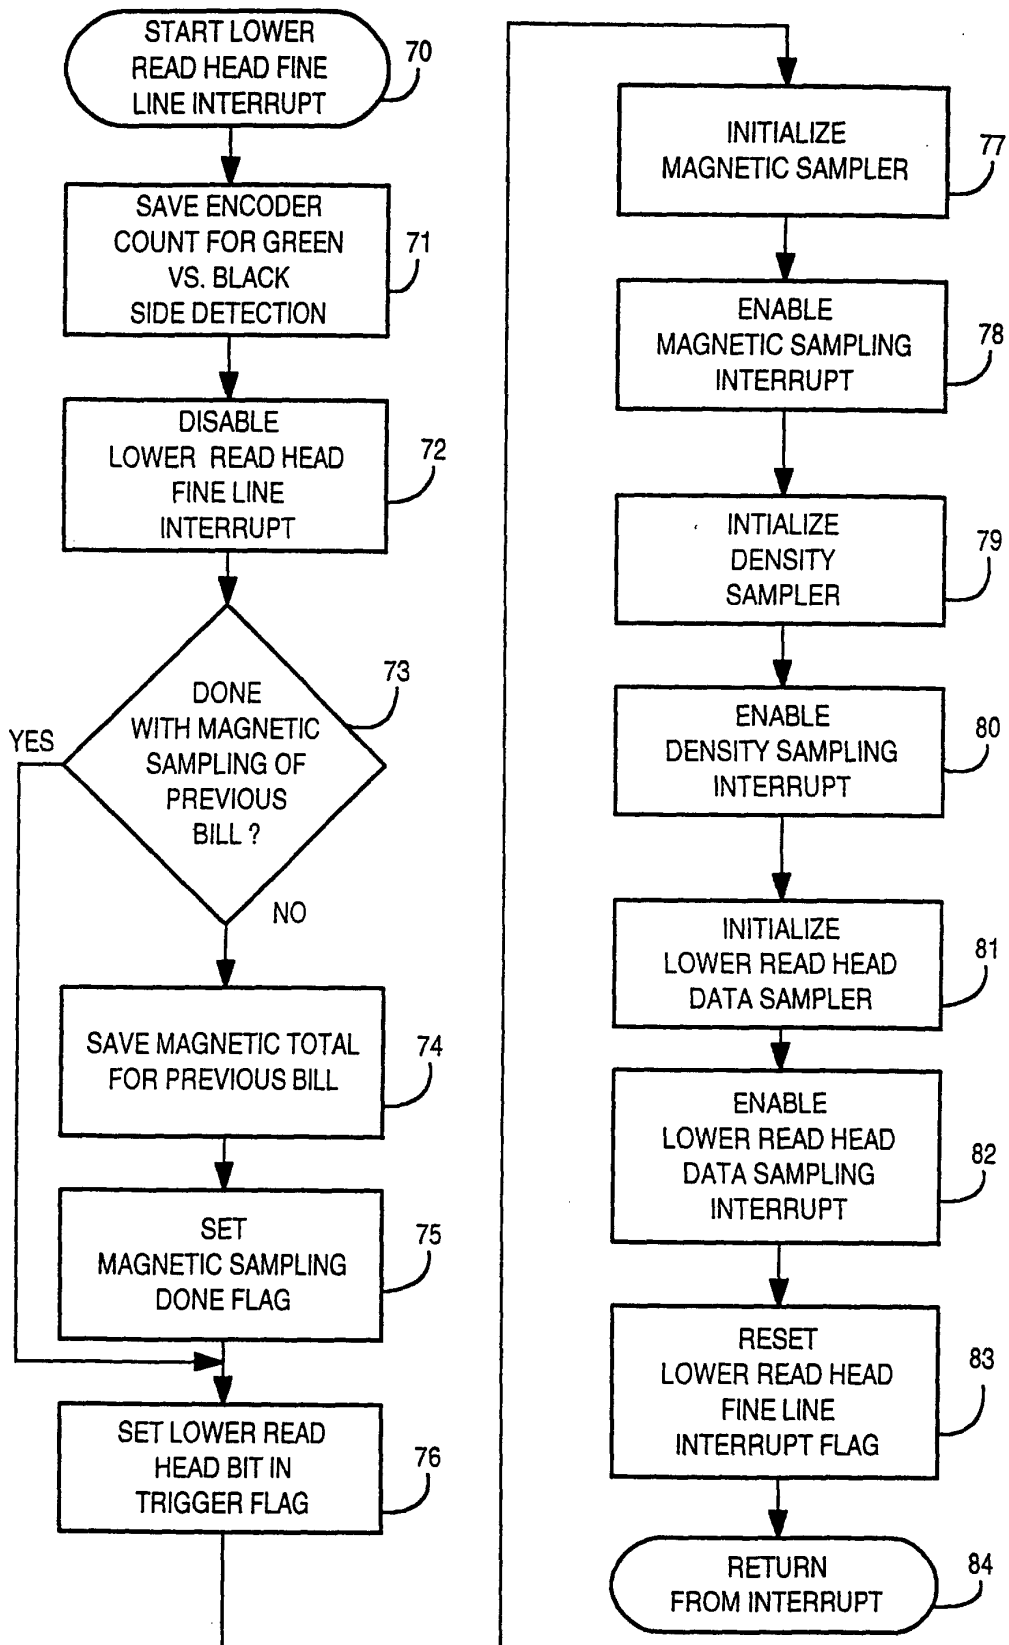 START LOWER
READ HEAD FINE
LINE INTERRUPT
70
SAVE ENCODER
COUNT FOR GREEN
VS. BLACK
SIDE DETECTION
71
DISABLE
LOWER READ HEAD
FINE LINE
INTERRUPT
72
DONE
WITH MAGNETIC
SAMPLING OF
PREVIOUS
BILL ?
73
YES
NO
SAVE MAGNETIC TOTAL
FOR PREVIOUS BILL
74
SET
MAGNETIC SAMPLING
DONE FLAG
75
SET LOWER READ
HEAD BIT IN
TRIGGER FLAG
76
INITIALIZE
MAGNETIC SAMPLER
77
ENABLE
MAGNETIC SAMPLING
INTERRUPT
78
INTIALIZE
DENSITY
SAMPLER
79
ENABLE
DENSITY SAMPLING
INTERRUPT
80
INITIALIZE
LOWER READ HEAD
DATA SAMPLER
81
ENABLE
LOWER READ HEAD
DATA SAMPLING
INTERRUPT
82
RESET
LOWER READ HEAD
FINE LINE
INTERRUPT FLAG
83
RETURN
FROM INTERRUPT
84